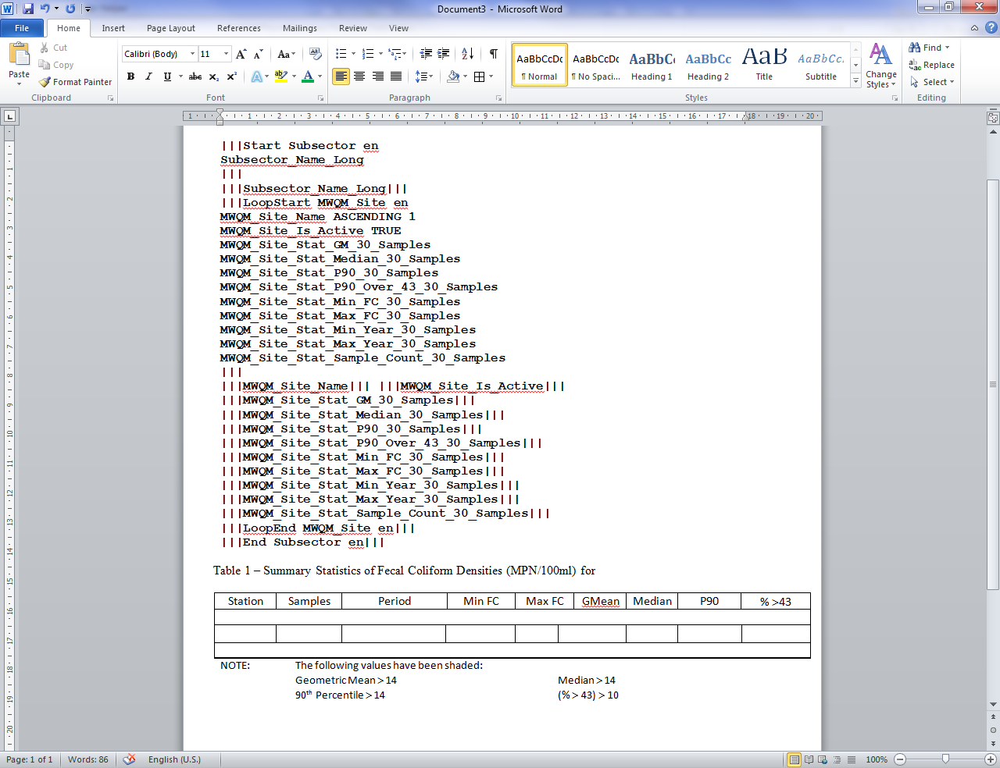 Document3 - Microsoft Word
File Home Insert Page Layout References Mailings Review View
Paste
Cut
Copy
Format Painter
Clipboard
Calibri (Body) 11
Font
Paragraph
AaBbCcDc AaBbCcDc AaBbCc AaBbCc AaB AaBbCc.
¶ Normal ¶ No Spaci... Heading 1 Heading 2 Title Subtitle
Change Styles
Styles
Find
Replace
Select
Editing
1 1 2 3 4 5 6 7 8 9 10 11 12 13 14 15 16 17 18 19 20
|||Start Subsector en
Subsector_Name_Long
|||
|||Subsector_Name_Long|||
|||LoopStart MWQM_Site en
MWQM_Site_Name ASCENDING 1
MWQM_Site_Is_Active TRUE
MWQM_Site_Stat_GM_30_Samples
MWQM_Site_Stat_Median_30_Samples
MWQM_Site_Stat_P90_30_Samples
MWQM_Site_Stat_P90_Over_43_30_Samples
MWQM_Site_Stat_Min_FC_30_Samples
MWQM_Site_Stat_Max_FC_30_Samples
MWQM_Site_Stat_Min_Year_30_Samples
MWQM_Site_Stat_Max_Year_30_Samples
MWQM_Site_Stat_Sample_Count_30_Samples
|||
|||MWQM_Site_Name||| |||MWQM_Site_Is_Active|||
|||MWQM_Site_Stat_GM_30_Samples|||
|||MWQM_Site_Stat_Median_30_Samples|||
|||MWQM_Site_Stat_P90_30_Samples|||
|||MWQM_Site_Stat_P90_Over_43_30_Samples|||
|||MWQM_Site_Stat_Min_FC_30_Samples|||
|||MWQM_Site_Stat_Max_FC_30_Samples|||
|||MWQM_Site_Stat_Min_Year_30_Samples|||
|||MWQM_Site_Stat_Max_Year_30_Samples|||
|||MWQM_Site_Stat_Sample_Count_30_Samples|||
|||LoopEnd MWQM_Site en|||
|||End Subsector en|||
Table 1 – Summary Statistics of Fecal Coliform Densities (MPN/100ml) for
Station Samples Period Min FC Max FC GMean Median P90 % >43
NOTE: The following values have been shaded:
Geometric Mean > 14 Median > 14
90th Percentile > 14 (% > 43) > 10
Page: 1 of 1 Words: 86 English (U.S.) 100%